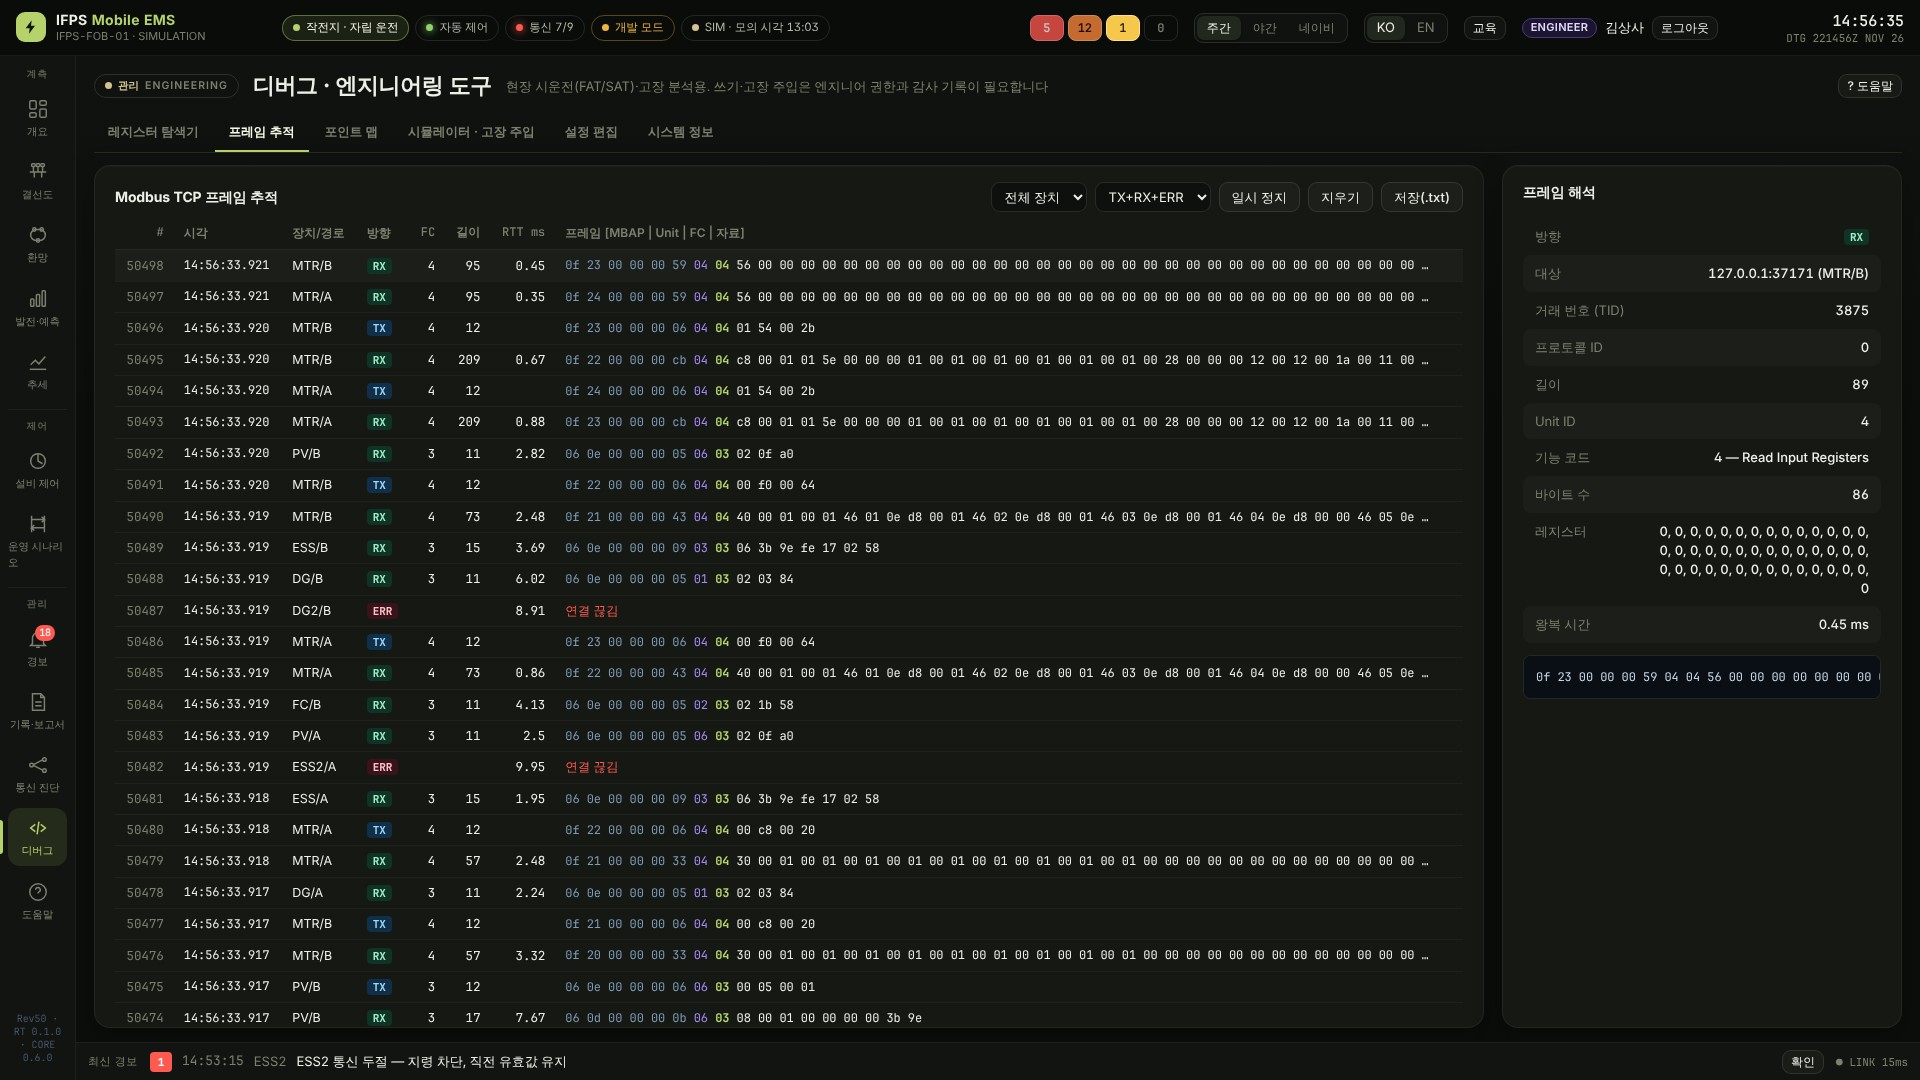 IFPS Mobile EMS
IFPS-FOB-01 · SIMULATION
작전지 · 자립 운전
자동 제어
통신 7/9
개발 모드
SIM · 모의 시각 13:03
5 12 1 0
주간 야간 네이비
KO EN
교육
ENGINEER 김상사 로그아웃
14:56:35
DTG 221456Z NOV 26
계측
개요
결선도
환망
발전·예측
추세
제어
설비 제어
운영 시나리오
관리
18
경보
기록·보고서
통신 진단
디버그
도움말
RevS0 · RT 0.1.0 · CORE 0.6.0
관리 ENGINEERING
디버그 · 엔지니어링 도구
현장 시운전(FAT/SAT)·고장 분석용. 쓰기·고장 주입은 엔지니어 권한과 감사 기록이 필요합니다
? 도움말
레지스터 탐색기 프레임 추적 포인트 맵 시뮬레이터 · 고장 주입 설정 편집 시스템 정보
Modbus TCP 프레임 추적
전체 장치 TX+RX+ERR 일시 정지 지우기 저장(.txt)
# 시각 장치/경로 방향 FC 길이 RTT ms 프레임 [MBAP | Unit | FC | 자료]
50498 14:56:33.921 MTR/B RX 4 95 0.45 0f 23 00 00 00 59 04 04 56 00 00 00 00 00 00 00 00 00 00 00 00 00 00 00 00 00 00 00 00 00 00 00 00 00 00 00 00 00 00 00 …
50497 14:56:33.921 MTR/A RX 4 95 0.35 0f 24 00 00 00 59 04 04 56 00 00 00 00 00 00 00 00 00 00 00 00 00 00 00 00 00 00 00 00 00 00 00 00 00 00 00 00 00 00 00 …
50496 14:56:33.920 MTR/B TX 4 12 0f 23 00 00 00 06 04 04 01 54 00 2b
50495 14:56:33.920 MTR/B RX 4 209 0.67 0f 22 00 00 00 cb 04 04 c8 00 01 01 5e 00 00 00 01 00 01 00 01 00 01 00 01 00 01 00 28 00 00 00 12 00 12 00 1a 00 11 00 …
50494 14:56:33.920 MTR/A TX 4 12 0f 24 00 00 00 06 04 04 01 54 00 2b
50493 14:56:33.920 MTR/A RX 4 209 0.88 0f 23 00 00 00 cb 04 04 c8 00 01 01 5e 00 00 00 01 00 01 00 01 00 01 00 01 00 01 00 28 00 00 00 12 00 12 00 1a 00 11 00 …
50492 14:56:33.920 PV/B RX 3 11 2.82 06 0e 00 00 00 05 06 03 02 0f a0
50491 14:56:33.920 MTR/B TX 4 12 0f 22 00 00 00 06 04 04 00 f0 00 64
50490 14:56:33.919 MTR/B RX 4 73 2.48 0f 21 00 00 00 43 04 04 40 00 01 00 01 46 01 0e d8 00 01 46 02 0e d8 00 01 46 03 0e d8 00 01 46 04 0e d8 00 00 46 05 0e …
50489 14:56:33.919 ESS/B RX 3 15 3.69 06 0e 00 00 00 09 03 03 06 3b 9e fe 17 02 58
50488 14:56:33.919 DG/B RX 3 11 6.02 06 0e 00 00 00 05 01 03 02 03 84
50487 14:56:33.919 DG2/B ERR 8.91 연결 끊김
50486 14:56:33.919 MTR/A TX 4 12 0f 23 00 00 00 06 04 04 00 f0 00 64
50485 14:56:33.919 MTR/A RX 4 73 0.86 0f 22 00 00 00 43 04 04 40 00 01 00 01 46 01 0e d8 00 01 46 02 0e d8 00 01 46 03 0e d8 00 01 46 04 0e d8 00 00 46 05 0e …
50484 14:56:33.919 FC/B RX 3 11 4.13 06 0e 00 00 00 05 02 03 02 1b 58
50483 14:56:33.919 PV/A RX 3 11 2.5 06 0e 00 00 00 05 06 03 02 0f a0
50482 14:56:33.919 ESS2/A ERR 9.95 연결 끊김
50481 14:56:33.918 ESS/A RX 3 15 1.95 06 0e 00 00 00 09 03 03 06 3b 9e fe 17 02 58
50480 14:56:33.918 MTR/A TX 4 12 0f 22 00 00 00 06 04 04 00 c8 00 20
50479 14:56:33.918 MTR/A RX 4 57 2.48 0f 21 00 00 00 33 04 04 30 00 01 00 01 00 01 00 01 00 01 00 01 00 01 00 01 00 01 00 00 00 00 00 00 00 00 00 00 00 00 00 …
50478 14:56:33.917 DG/A RX 3 11 2.24 06 0e 00 00 00 05 01 03 02 03 84
50477 14:56:33.917 MTR/B TX 4 12 0f 21 00 00 00 06 04 04 00 c8 00 20
50476 14:56:33.917 MTR/B RX 4 57 3.32 0f 20 00 00 00 33 04 04 30 00 01 00 01 00 01 00 01 00 01 00 01 00 01 00 01 00 01 00 00 00 00 00 00 00 00 00 00 00 00 00 …
50475 14:56:33.917 PV/B TX 3 12 06 0e 00 00 00 06 06 03 00 05 00 01
50474 14:56:33.917 PV/B RX 3 17 7.67 06 0d 00 00 00 0b 06 03 08 00 01 00 00 00 00 3b 9e
프레임 해석
방향 RX
대상 127.0.0.1:37171 (MTR/B)
거래 번호 (TID) 3875
프로토콜 ID 0
길이 89
Unit ID 4
기능 코드 4 — Read Input Registers
바이트 수 86
레지스터 0, 0, 0, 0, 0, 0, 0, 0, 0, 0, 0, 0, 0, 0,
0, 0, 0, 0, 0, 0, 0, 0, 0, 0, 0, 0, 0, 0,
0, 0, 0, 0, 0, 0, 0, 0, 0, 0, 0, 0, 0, 0,
0
왕복 시간 0.45 ms
0f 23 00 00 00 59 04 04 56 00 00 00 00 00 00 00
최신 경보 1 14:53:15 ESS2 ESS2 통신 두절 — 지령 차단, 직전 유효값 유지
확인
LINK 15ms